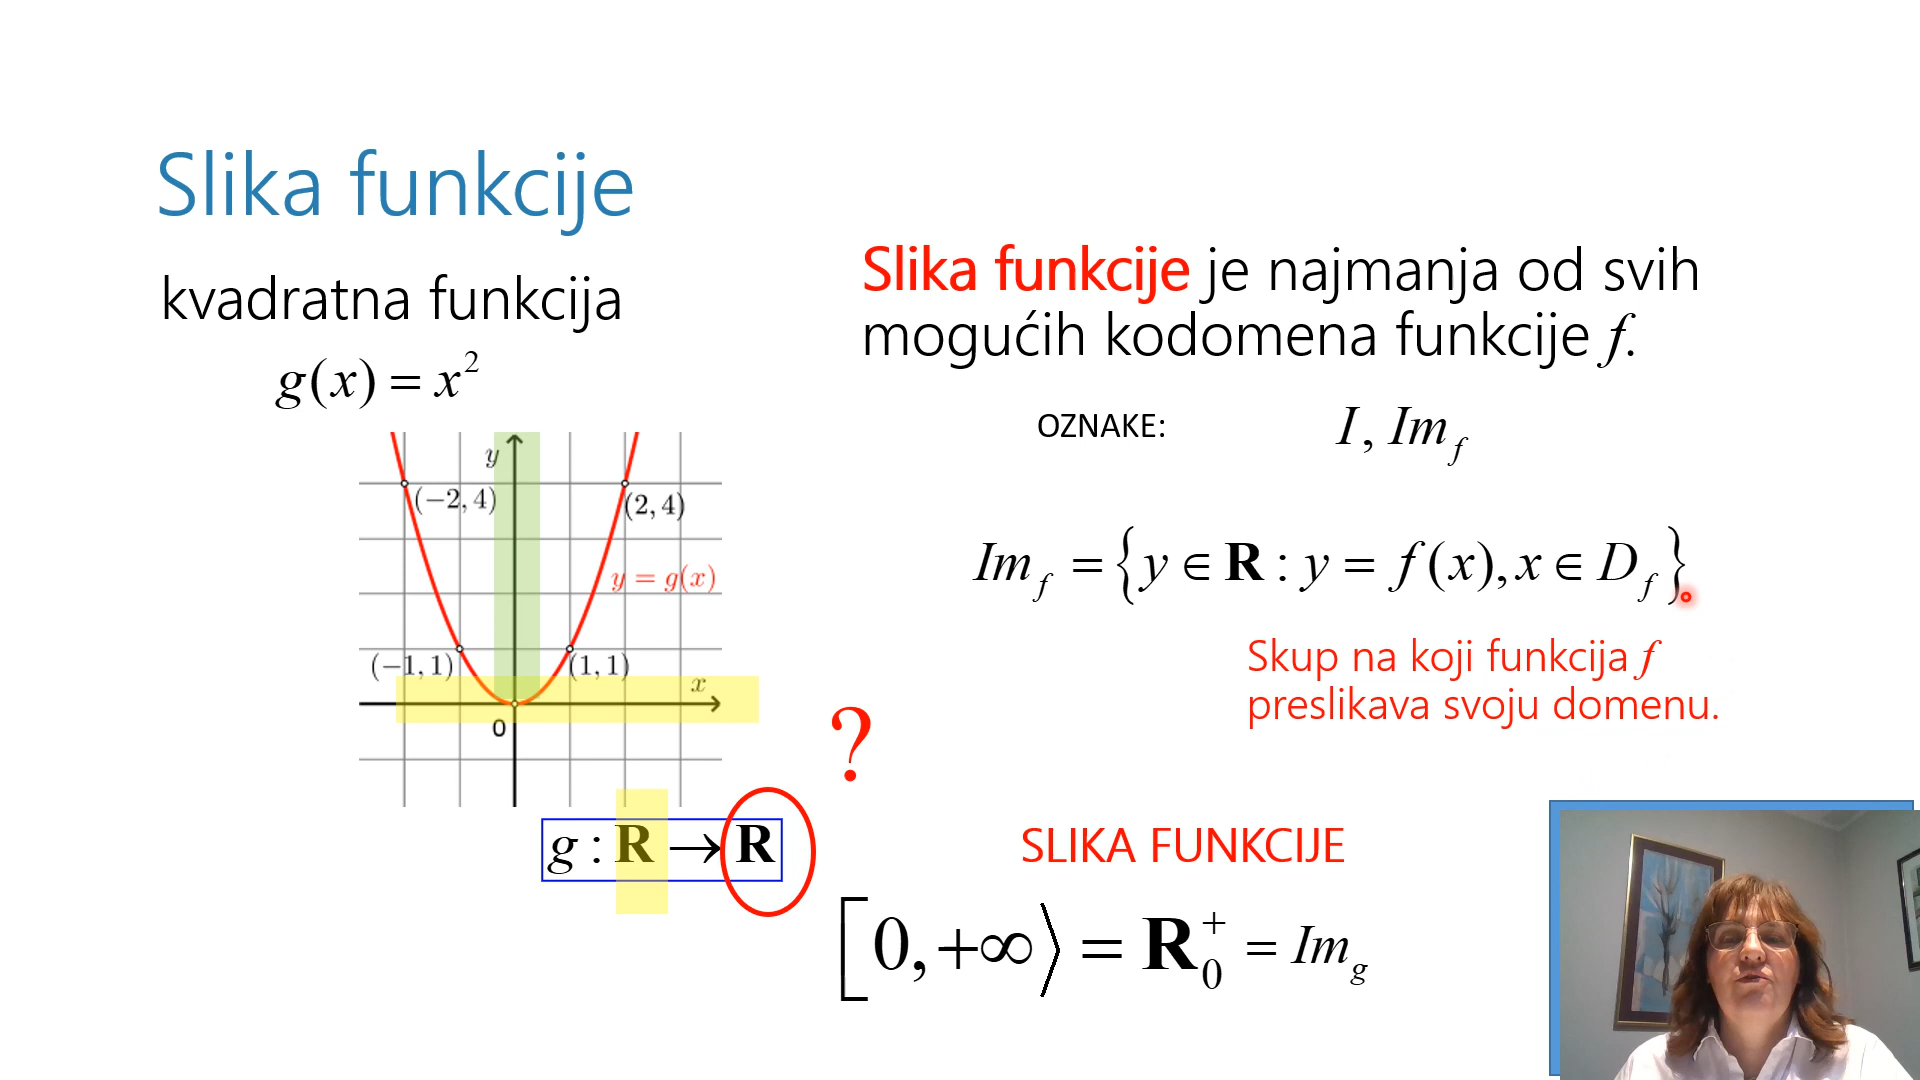 Slika funkcije
kvadratna funkcija
g(x) = x²
y
(−2, 4)
(2, 4)
y = g(x)
(−1, 1)
(1, 1)
x
0
g : R → R
?
Slika funkcije je najmanja od svih
mogućih kodomena funkcije f.
OZNAKE: I, Im_f
Im_f = {y ∈ R : y = f(x), x ∈ D_f}
Skup na koji funkcija f
preslikava svoju domenu.
SLIKA FUNKCIJE
[0, +∞⟩ = R₀⁺ = Im_g